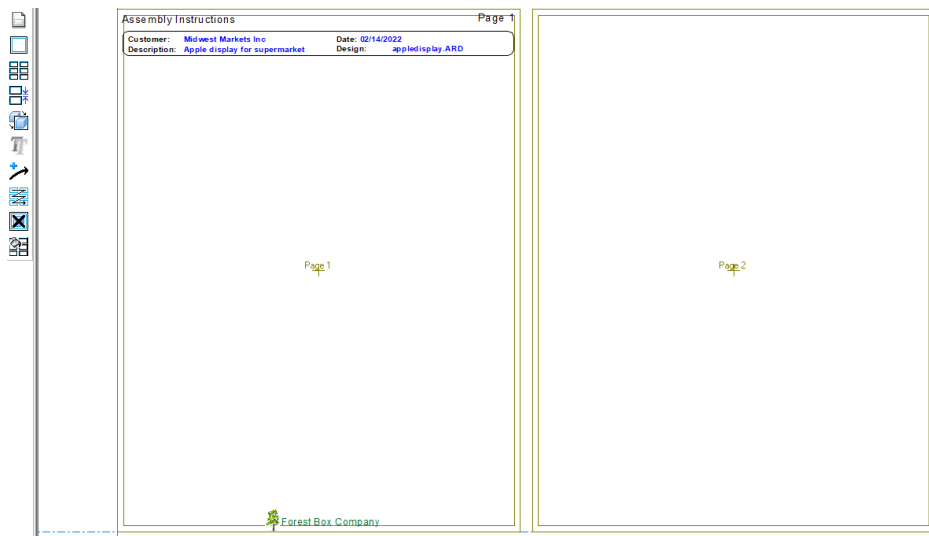 Assembly Instructions Page 1
Customer: Midwest Markets Inc Date: 02/14/2022
Description: Apple display for supermarket Design: appledisplay.ARD
Page 1 Page 2
Forest Box Company